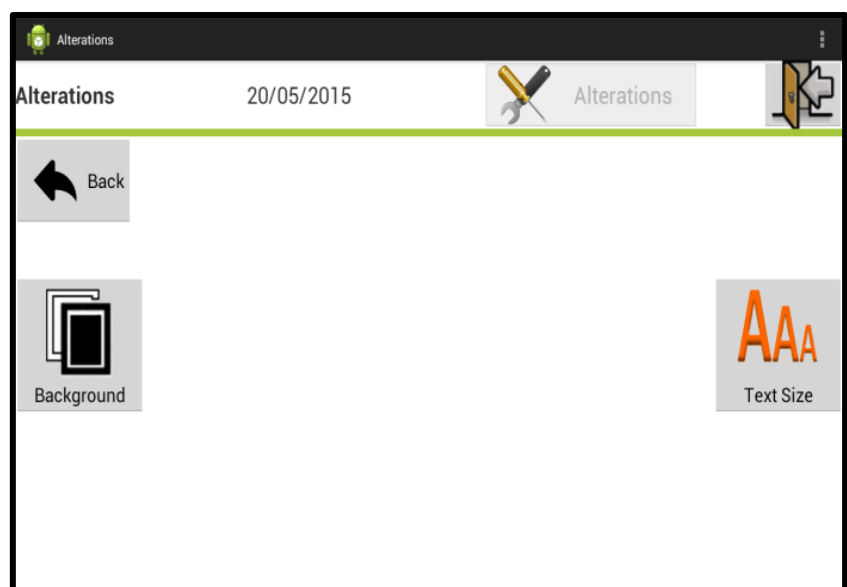 Alterations
Alterations 20/05/2015 Alterations
Back
AAA
Background Text Size